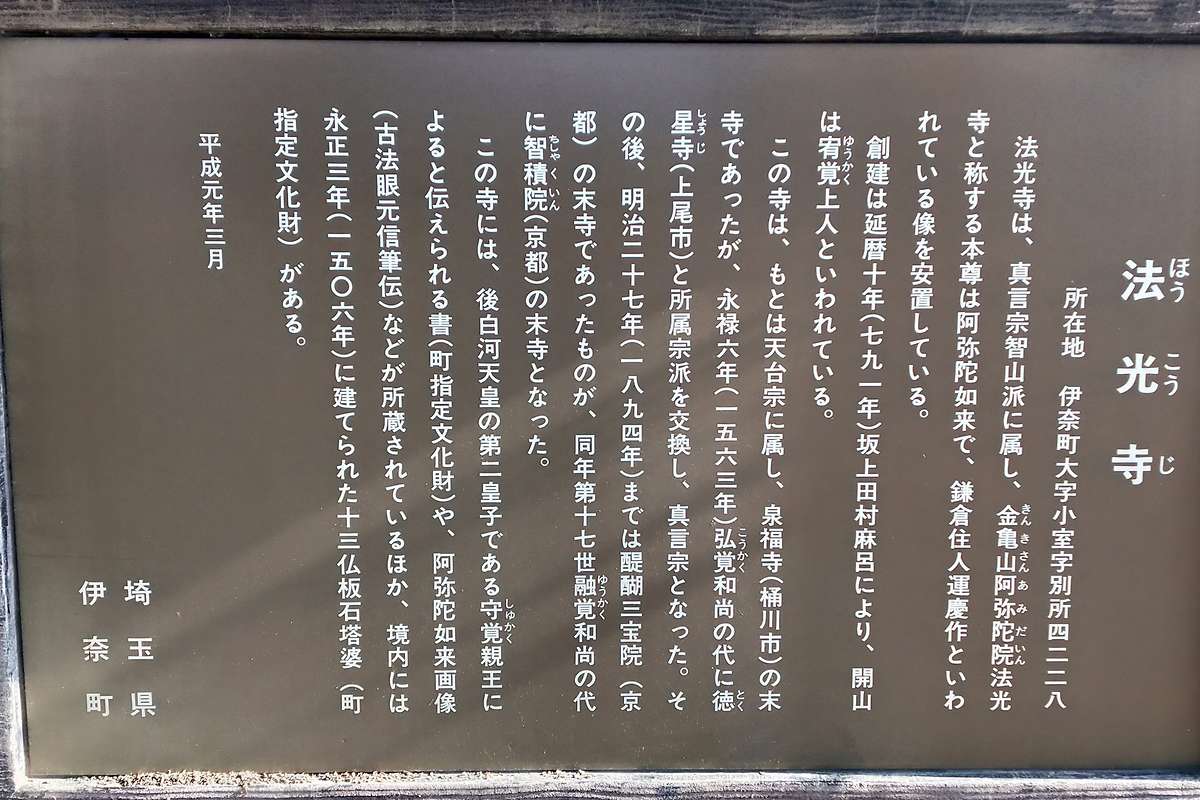 法光寺
所在地　伊奈町大字小室字別所四二二八
法光寺は、真言宗智山派に属し、金亀山阿弥陀院法光
寺と称する本尊は阿弥陀如来で、鎌倉住人運慶作といわ
れている像を安置している。
創建は延暦十年(七九一年)坂上田村麻呂により、開山
は宥覚上人といわれている。
この寺は、もとは天台宗に属し、泉福寺(桶川市)の末
寺であったが、永禄六年(一五六三年)弘覚和尚の代に徳
星寺(上尾市)と所属宗派を交換し、真言宗となった。そ
の後、明治二十七年(一八九四年)までは醍醐三宝院(京
都)の末寺であったものが、同年第十七世融覚和尚の代
に智積院(京都)の末寺となった。
この寺には、後白河天皇の第二皇子である守覚親王に
よると伝えられる書(町指定文化財)や、阿弥陀如来画像
(古法眼元信筆伝)などが所蔵されているほか、境内には
永正三年(一五〇六年)に建てられた十三仏板石塔婆(町
指定文化財)がある。
平成元年三月
埼玉県
伊奈町